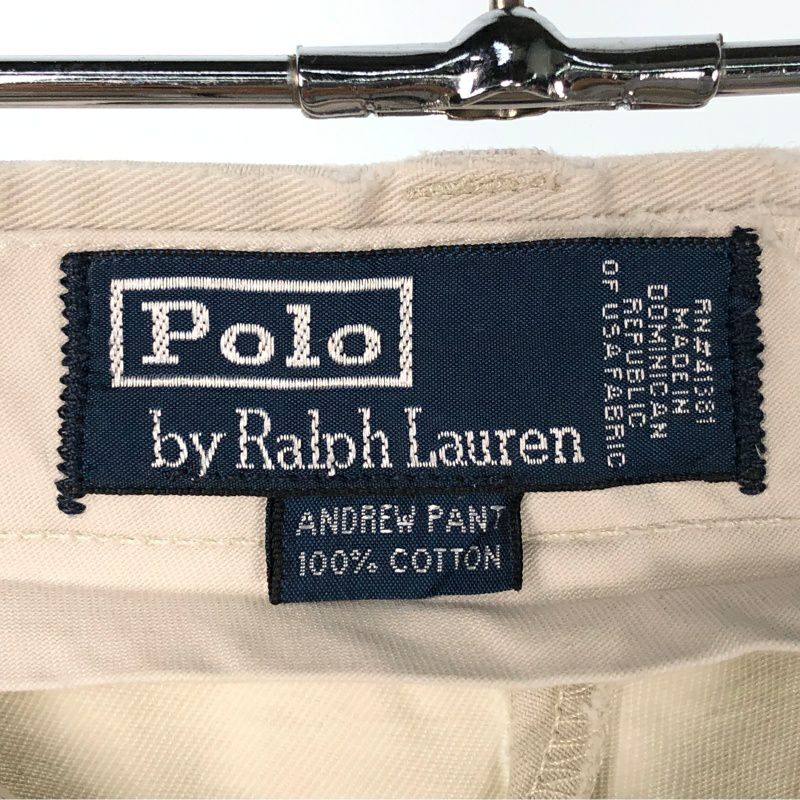 Polo
by Ralph Lauren
RN#41381
MADE IN
DOMINICAN
REPUBLIC
OF USA FABRIC
ANDREW PANT
100% COTTON